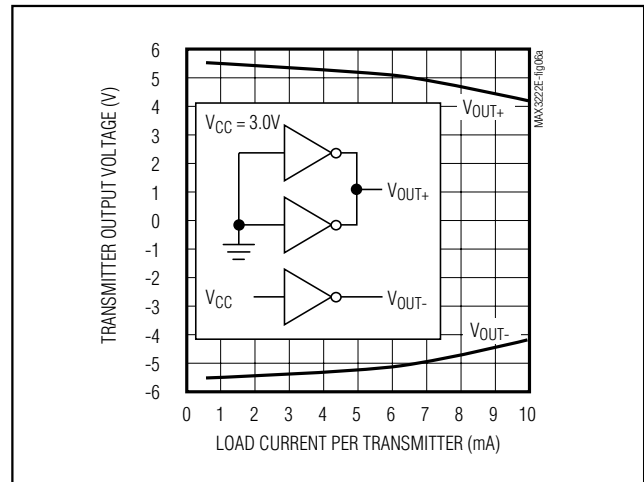 TRANSMITTER OUTPUT VOLTAGE (V)
6
5
4
3
2
1
0
-1
-2
-3
-4
-5
-6
MAX3222E-fig06a
VOUT+
VCC = 3.0V
VOUT+
VCC
VOUT-
VOUT-
0 1 2 3 4 5 6 7 8 9 10
LOAD CURRENT PER TRANSMITTER (mA)